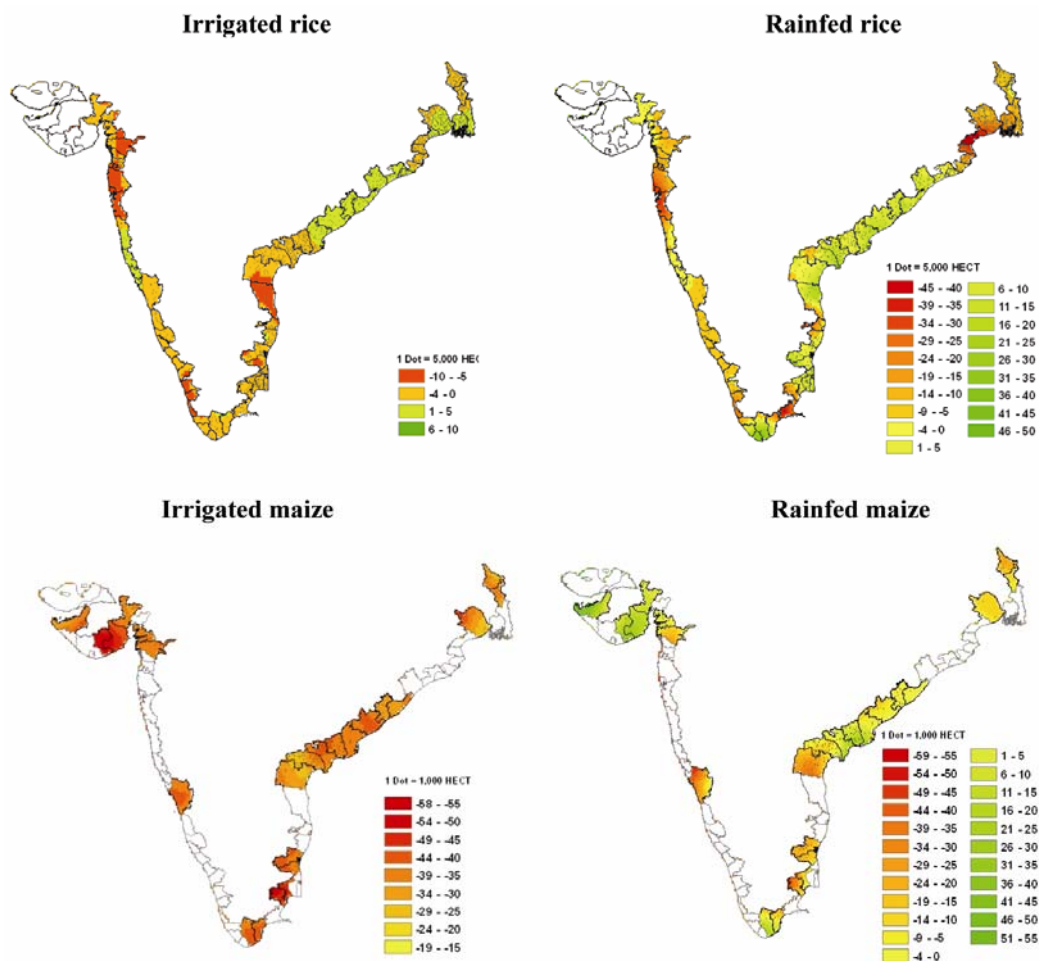 Irrigated rice
Rainfed rice
1 Dot = 5,000 HECT
-10 - -5
-4 - 0
1 - 5
6 - 10
1 Dot = 5,000 HECT
-45 - -40
-39 - -35
-34 - -30
-29 - -25
-24 - -20
-19 - -15
-14 - -10
-9 - -5
-4 - 0
1 - 5
6 - 10
11 - 15
16 - 20
21 - 25
26 - 30
31 - 35
36 - 40
41 - 45
46 - 50
Irrigated maize
Rainfed maize
1 Dot = 1,000 HECT
-58 - -55
-54 - -50
-49 - -45
-44 - -40
-39 - -35
-34 - -30
-29 - -25
-24 - -20
-19 - -15
1 Dot = 1,000 HECT
-59 - -55
-54 - -50
-49 - -45
-44 - -40
-39 - -35
-34 - -30
-29 - -25
-24 - -20
-19 - -15
-14 - -10
-9 - -5
-4 - 0
1 - 5
6 - 10
11 - 15
16 - 20
21 - 25
26 - 30
31 - 35
36 - 40
41 - 45
46 - 50
51 - 55